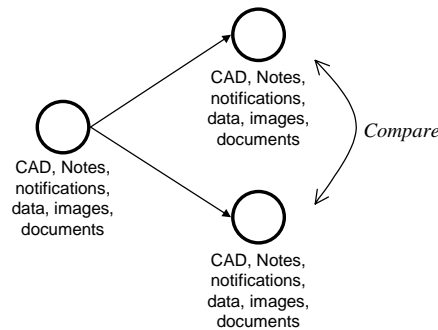 CAD, Notes,
notifications,
data, images,
documents
CAD, Notes,
notifications,
data, images,
documents
Compare
CAD, Notes,
notifications,
data, images,
documents